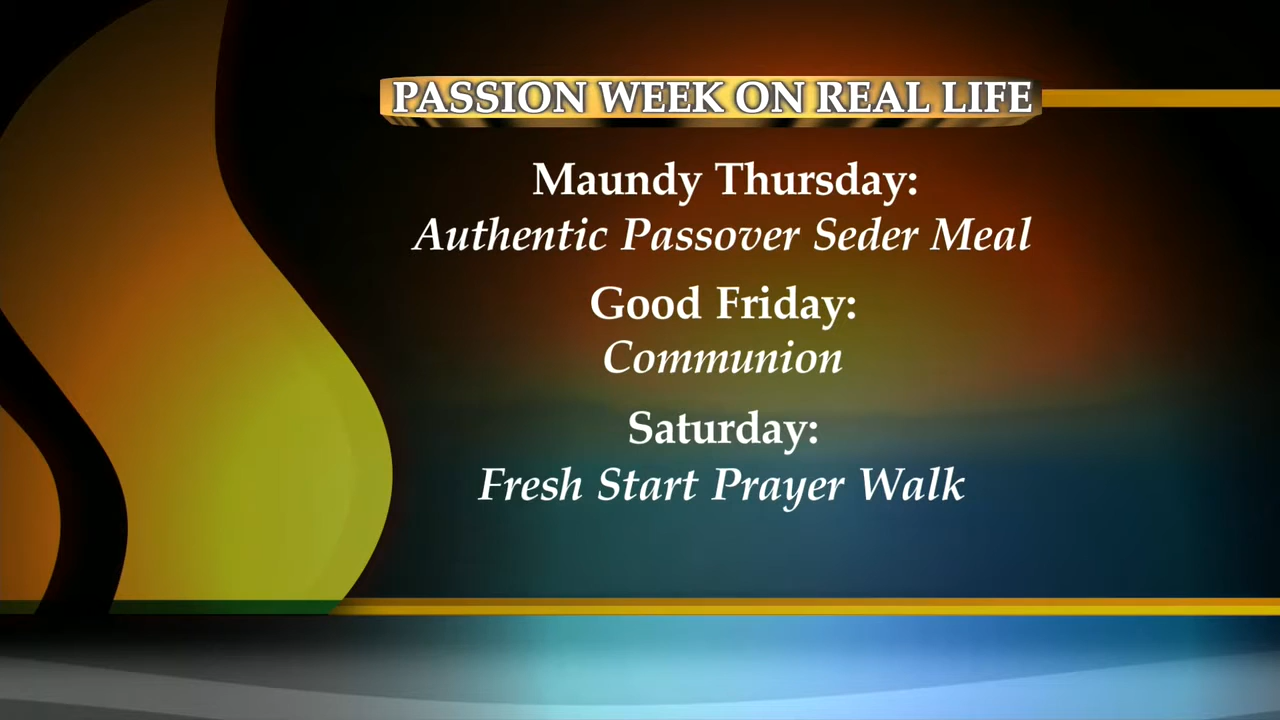 PASSION WEEK ON REAL LIFE
Maundy Thursday:
Authentic Passover Seder Meal
Good Friday:
Communion
Saturday:
Fresh Start Prayer Walk